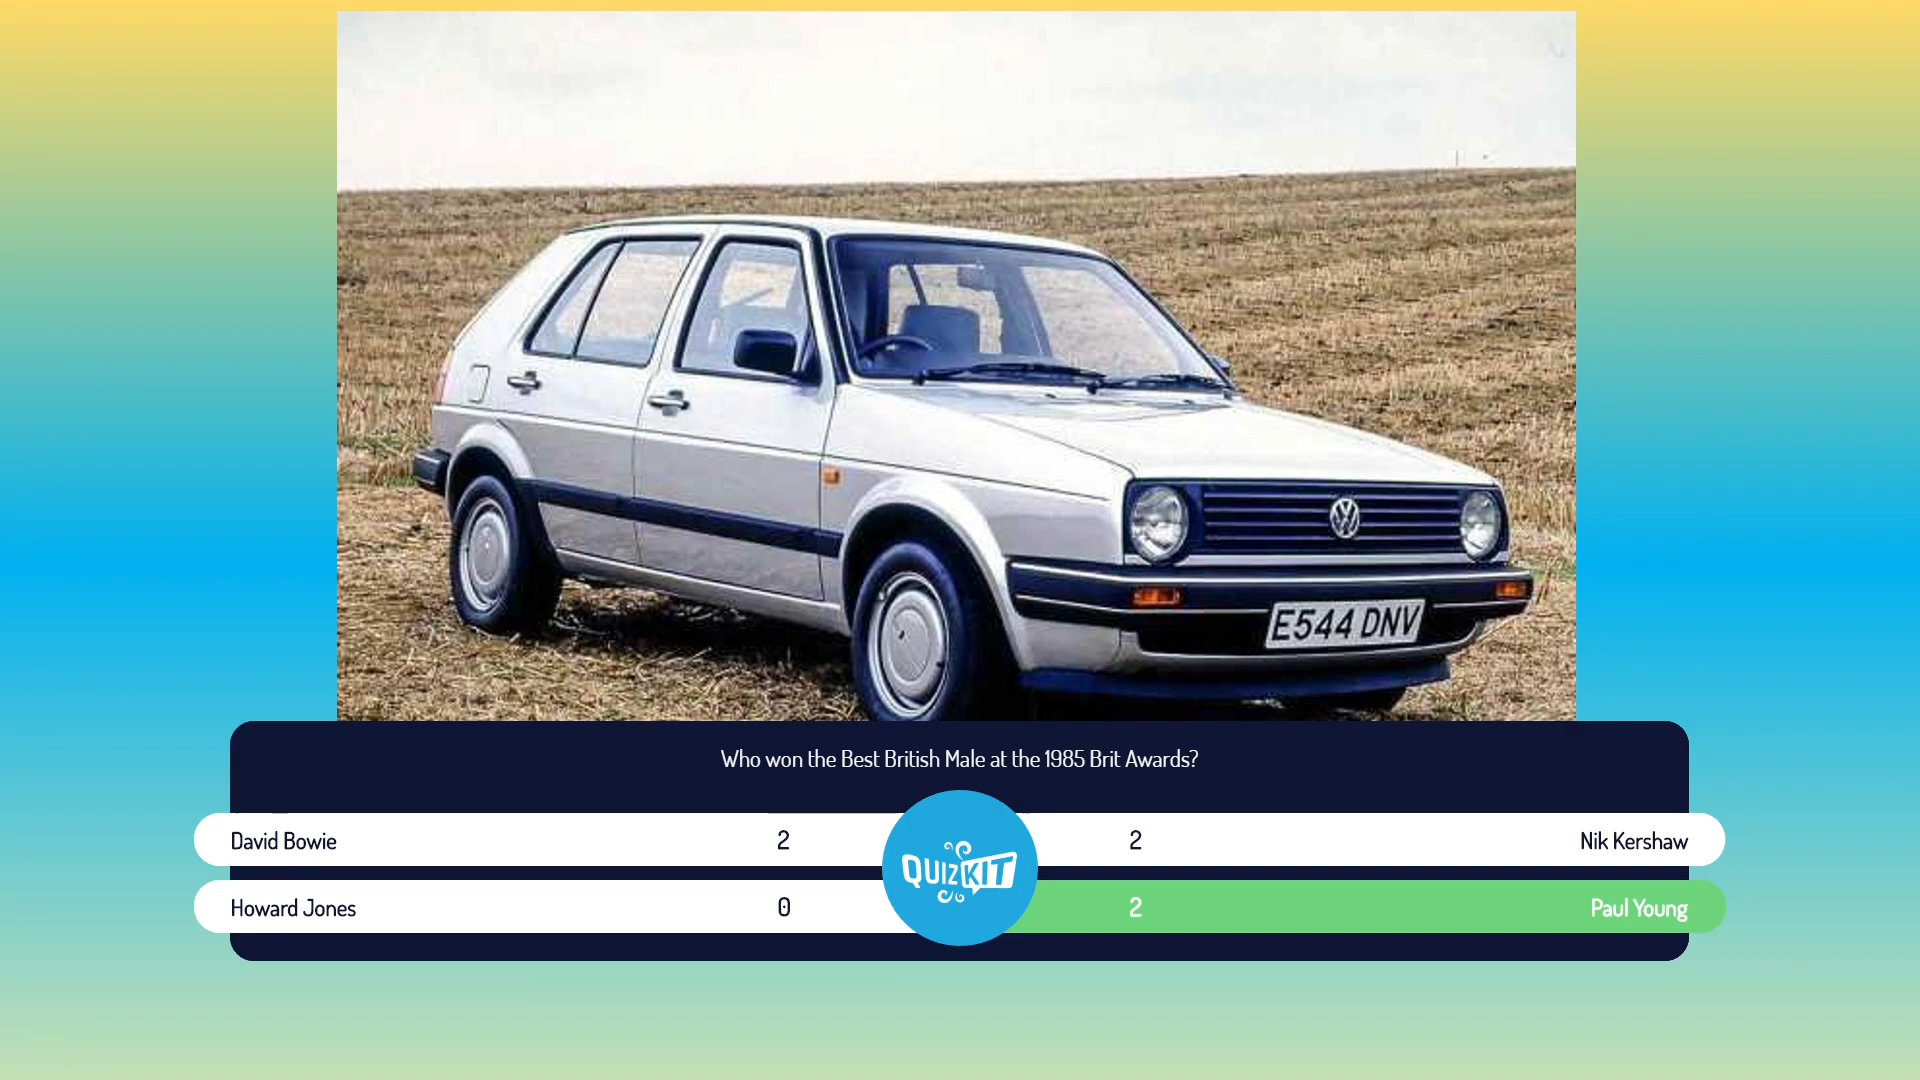 E544 DNV
Who won the Best British Male at the 1985 Brit Awards?
David Bowie 2
2 Nik Kershaw
QUIZKIT
Howard Jones 0
2 Paul Young